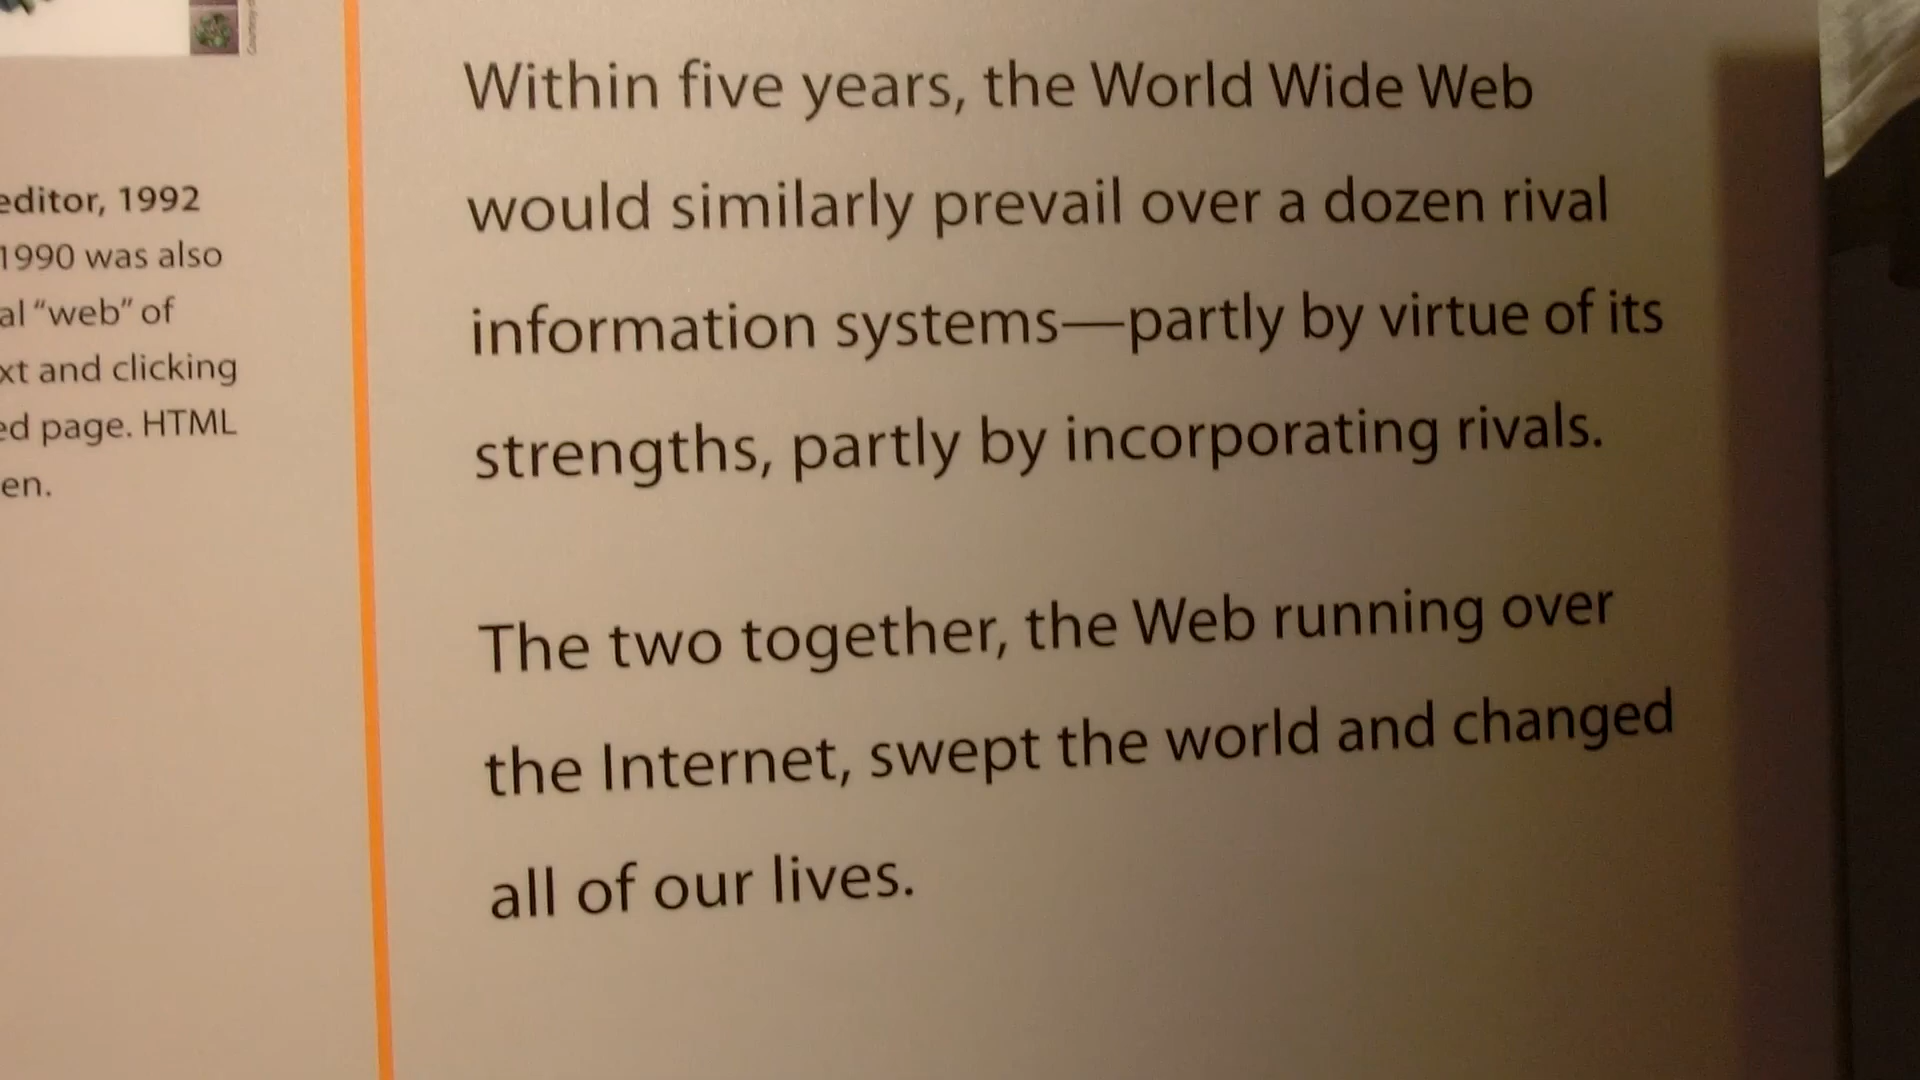 editor, 1992
1990 was also
al “web” of
xt and clicking
ed page. HTML
en.
Within five years, the World Wide Web
would similarly prevail over a dozen rival
information systems—partly by virtue of its
strengths, partly by incorporating rivals.
The two together, the Web running over
the Internet, swept the world and changed
all of our lives.